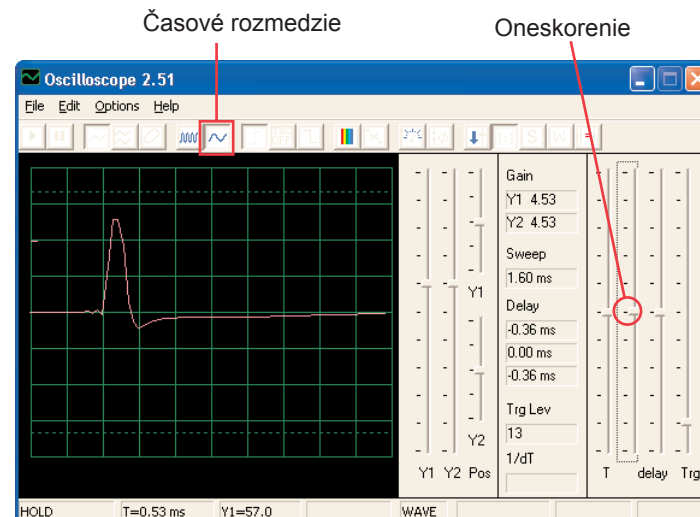 Časové rozmedzie
Oneskorenie
Oscilloscope 2.51
File Edit Options Help
Gain
Y1 4.53
Y2 4.53
Sweep
1.60 ms
Delay
-0.36 ms
0.00 ms
-0.36 ms
Trg Lev
13
1/dT
Y1
Y2
Y1 Y2 Pos
T delay Trg
HOLD T=0.53 ms Y1=57.0 WAVE